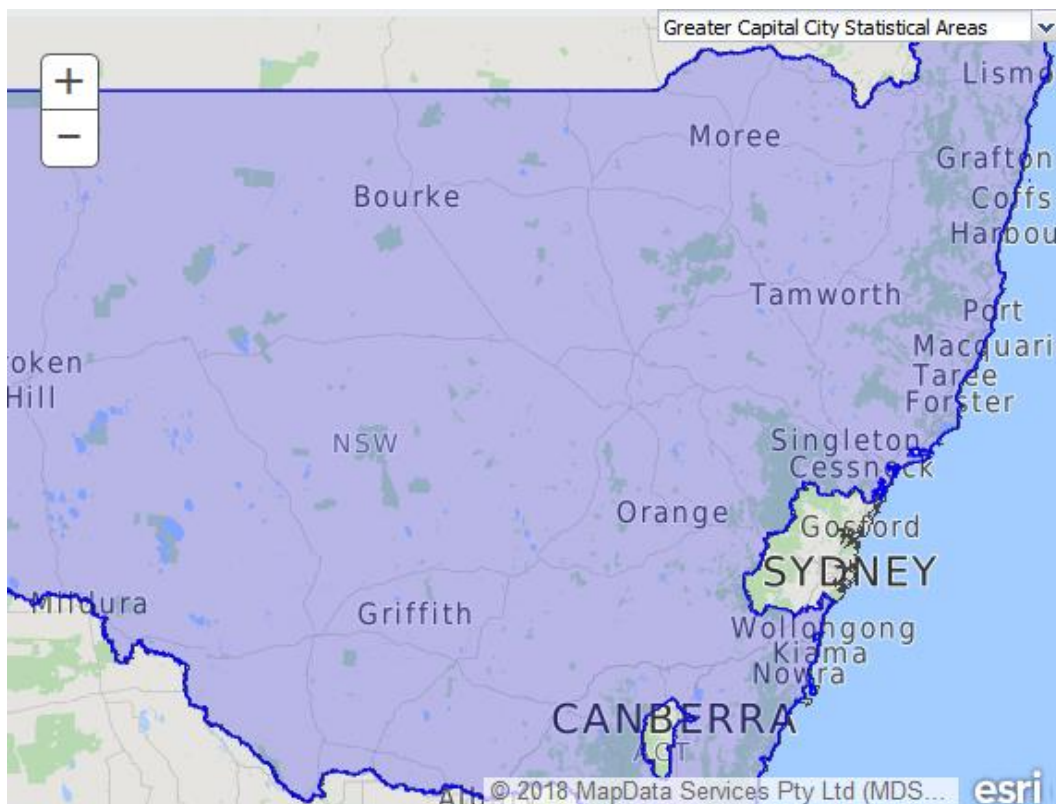 Greater Capital City Statistical Areas
+
−
Lismo
Moree
Grafton
Bourke
Coffs
Harbou
Tamworth
Port
Macquari
roken
Hill
Taree
Forster
NSW
Singleton
Cessnock
Orange
Gosford
SYDNEY
Mildura
Griffith
Wollongong
Kiama
Nowra
CANBERRA
ACT
© 2018 MapData Services Pty Ltd (MDS...
esri